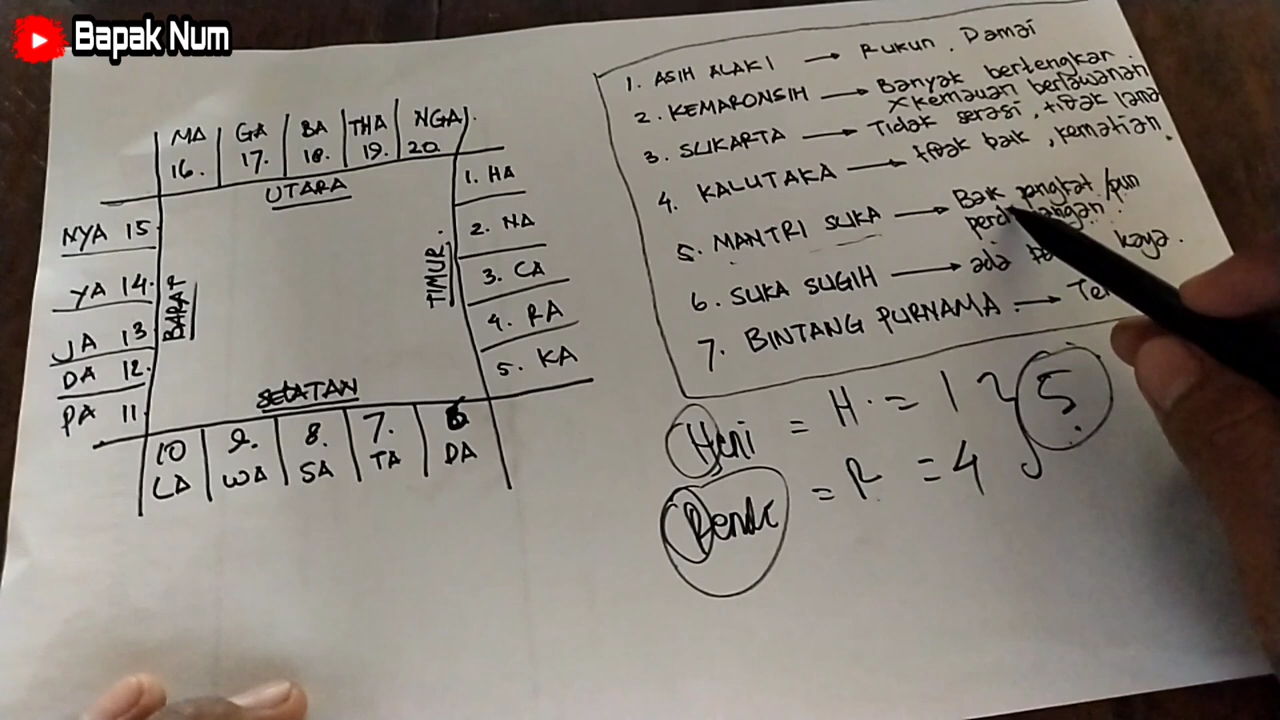 Bapak Num
MA GA BA THA NGA
16. 17. 18. 19. 20.
UTARA
NYA 15
YA 14.
JA 13
DA 12.
PA 11
BARAT
TIMUR.
1. HA
2. NA
3. CA
4. RA
5. KA
SELATAN
10 9. 8. 7. 6
LA WA SA TA DA
1. ASIH ALAKI → Rukun, Damai
2. KEMARONSIH → Banyak bertengkar.
kemauan berlawanan
3. SUKARTA → Tidak serasi, tidak lama
4. KALUTAKA → tidak baik, kematian.
5. MANTRI SUKA → Baik pangkat /pun
6. SUKA SUGIH → ada kaya.
7. BINTANG PURNAMA. →
Heni = H. = 1 5
= R = 4